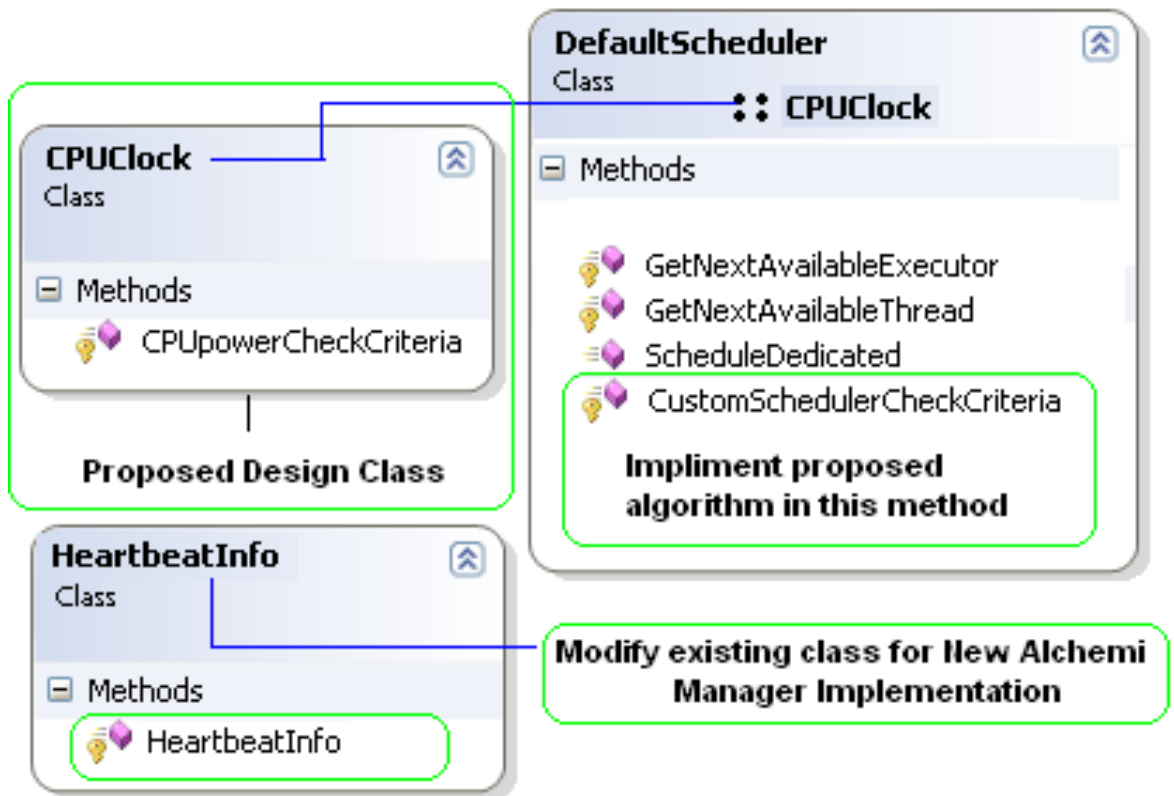 DefaultScheduler
Class
CPUClock
Methods
GetNextAvailableExecutor
GetNextAvailableThread
ScheduleDedicated
CustomSchedulerCheckCriteria
Impliment proposed
algorithm in this method
CPUClock
Class
Methods
CPUpowerCheckCriteria
Proposed Design Class
HeartbeatInfo
Class
Methods
HeartbeatInfo
Modify existing class for New Alchemi
Manager Implementation